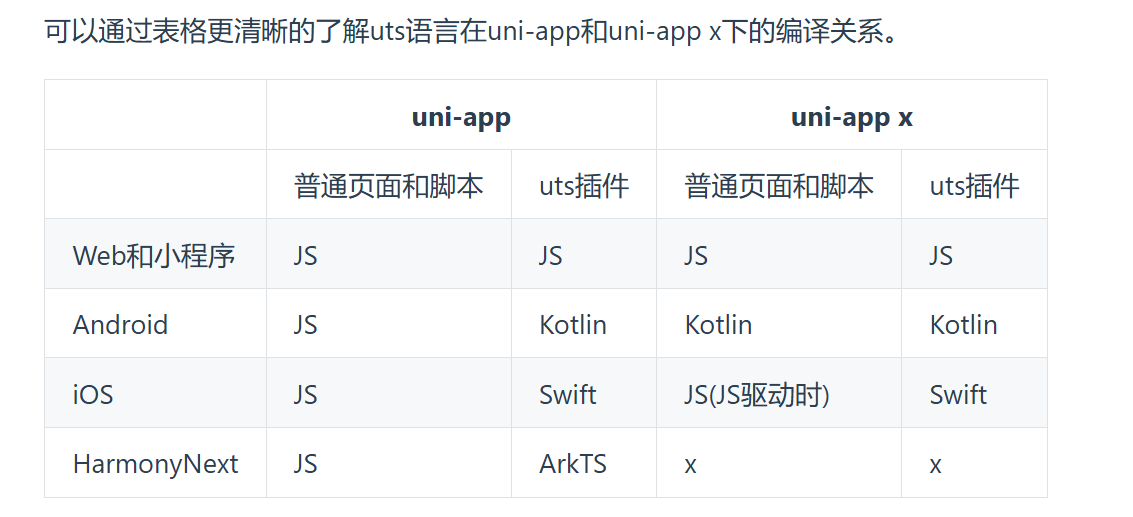 可以通过表格更清晰的了解uts语言在uni-app和uni-app x下的编译关系。
uni-app uni-app x
普通页面和脚本 uts插件 普通页面和脚本 uts插件
Web和小程序 JS JS JS JS
Android JS Kotlin Kotlin Kotlin
iOS JS Swift JS(JS驱动时) Swift
HarmonyNext JS ArkTS x x